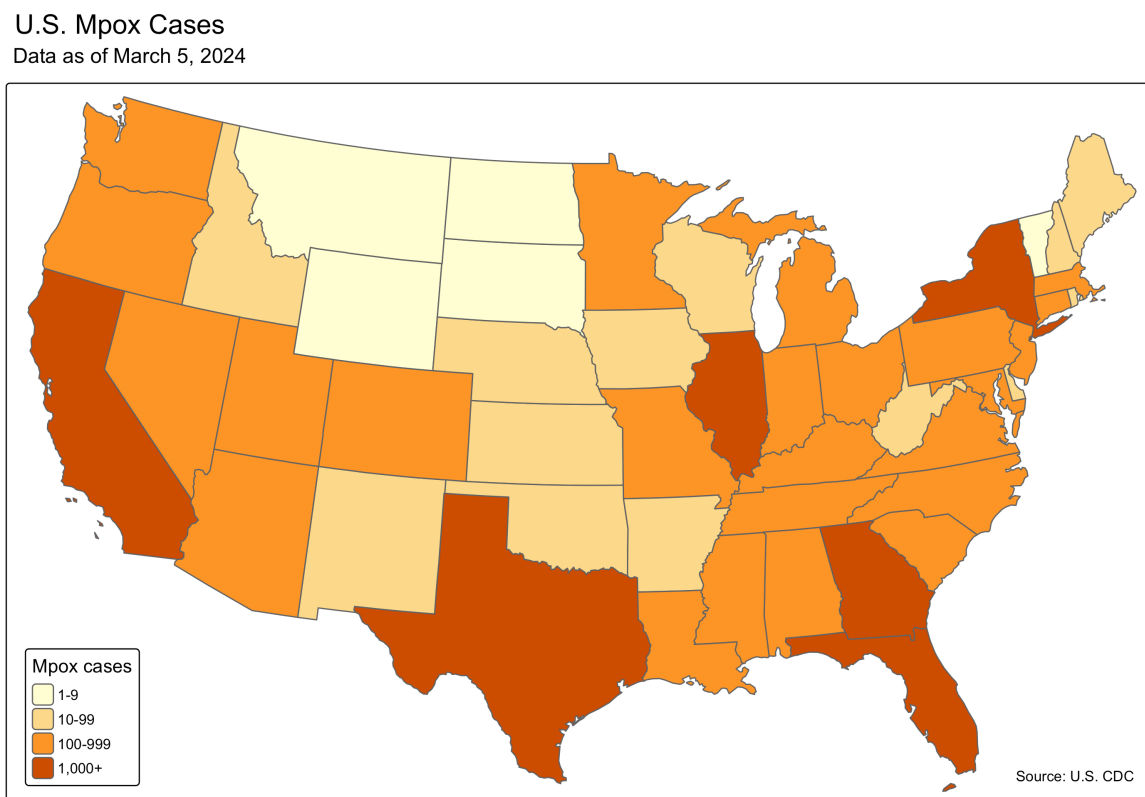 U.S. Mpox Cases
Data as of March 5, 2024
Mpox cases
1-9
10-99
100-999
1,000+
Source: U.S. CDC